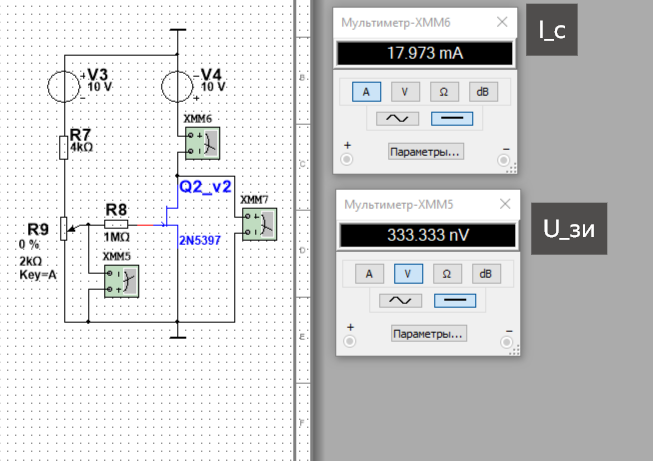 V3
10 V
V4
10 V
XMM6
R7
4kΩ
Q2_v2
XMM7
R8
1MΩ
2N5397
R9
0 %
2kΩ
Key=A
XMM5
B
C
D
E
F
Мультиметр-XMM6
17.973 mA
A
V
Ω
dB
+
−
Параметры...
I_c
Мультиметр-XMM5
333.333 nV
A
V
Ω
dB
+
−
Параметры...
U_зи